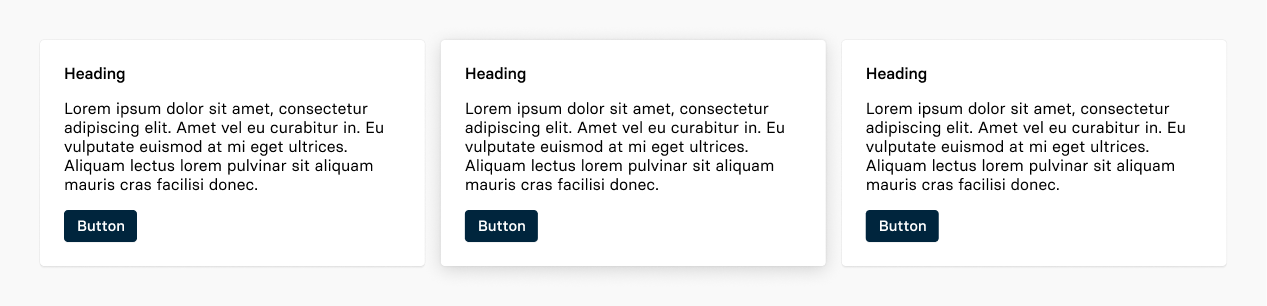 Heading
Lorem ipsum dolor sit amet, consectetur
adipiscing elit. Amet vel eu curabitur in. Eu
vulputate euismod at mi eget ultrices.
Aliquam lectus lorem pulvinar sit aliquam
mauris cras facilisi donec.
Button
Heading
Lorem ipsum dolor sit amet, consectetur
adipiscing elit. Amet vel eu curabitur in. Eu
vulputate euismod at mi eget ultrices.
Aliquam lectus lorem pulvinar sit aliquam
mauris cras facilisi donec.
Button
Heading
Lorem ipsum dolor sit amet, consectetur
adipiscing elit. Amet vel eu curabitur in. Eu
vulputate euismod at mi eget ultrices.
Aliquam lectus lorem pulvinar sit aliquam
mauris cras facilisi donec.
Button